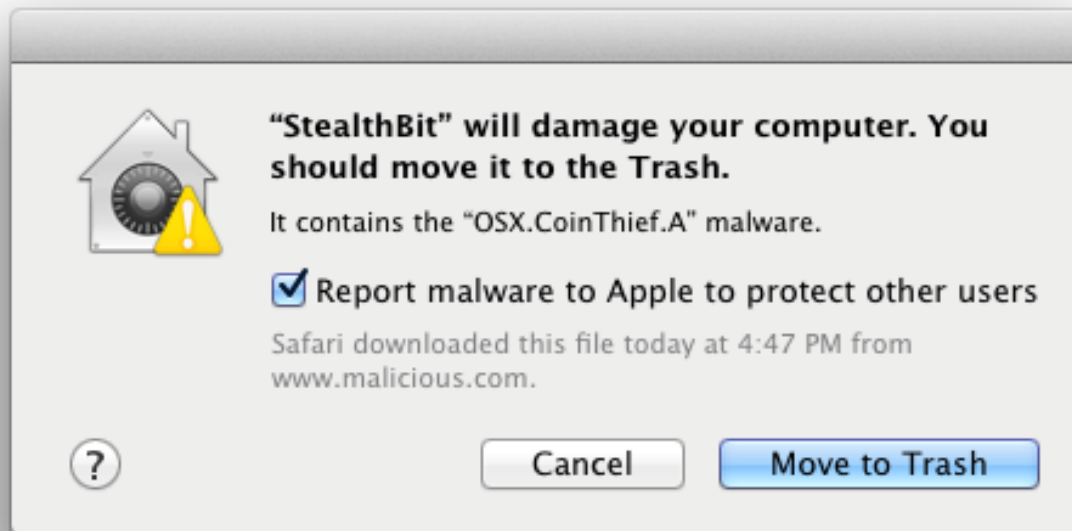 “StealthBit” will damage your computer. You
should move it to the Trash.
It contains the “OSX.CoinThief.A” malware.
Report malware to Apple to protect other users
Safari downloaded this file today at 4:47 PM from
www.malicious.com.
?
Cancel
Move to Trash